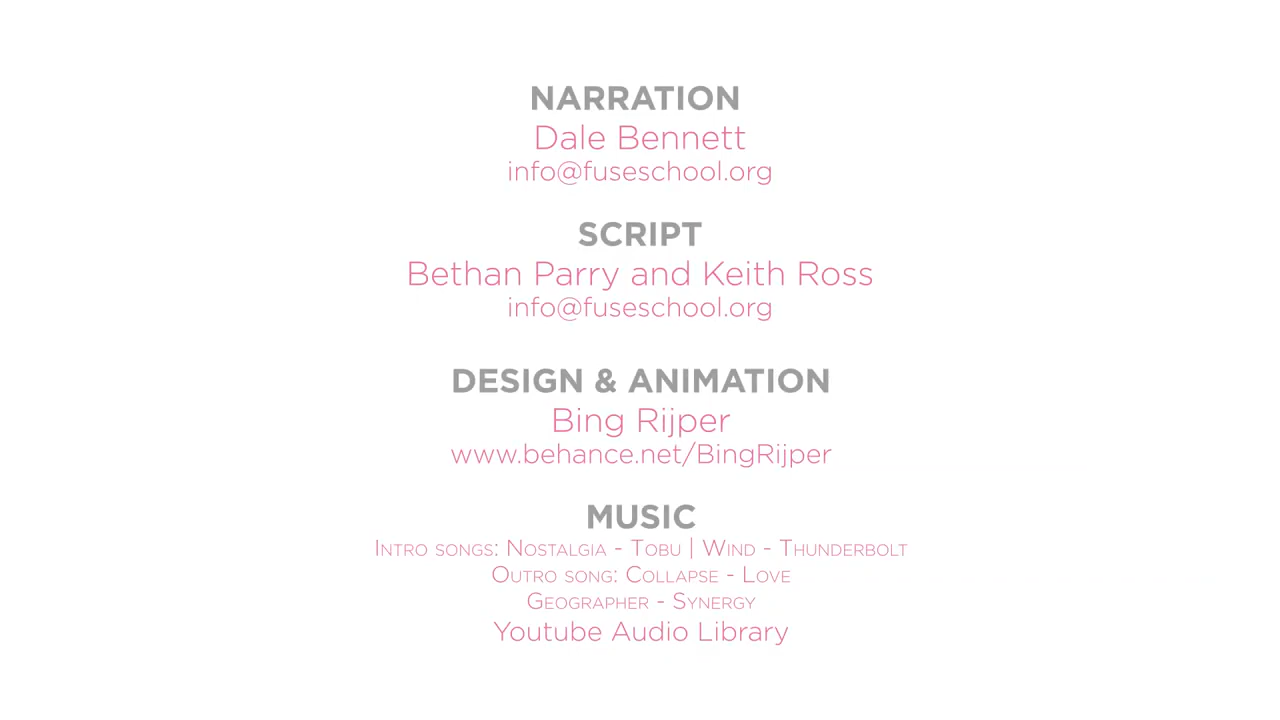 NARRATION
Dale Bennett
info@fuseschool.org
SCRIPT
Bethan Parry and Keith Ross
info@fuseschool.org
DESIGN & ANIMATION
Bing Rijper
www.behance.net/BingRijper
MUSIC
Intro songs: Nostalgia - Tobu | Wind - Thunderbolt
Outro song: Collapse - Love
Geographer - Synergy
Youtube Audio Library